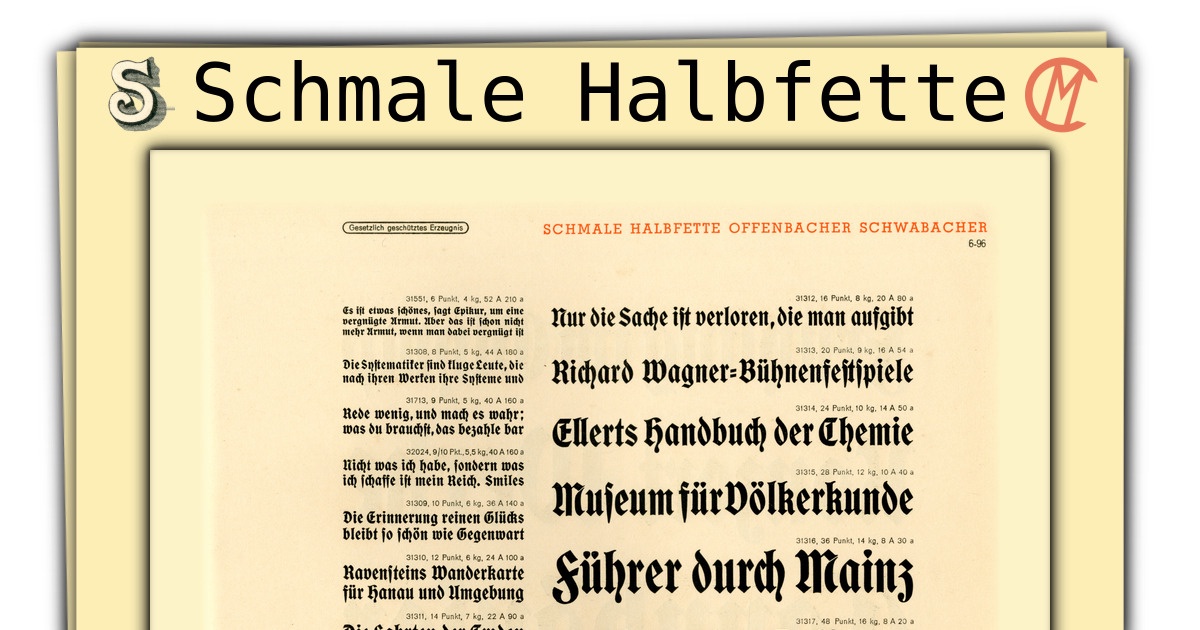 S Schmale Halbfette CM
Gesetzlich geschütztes Erzeugnis
SCHMALE HALBFETTE OFFENBACHER SCHWABACHER
6-96
31551, 6 Punkt, 4 kg, 52 A 210 a
Es iſt etwas ſchönes, ſagt Epikur, um eine
vergnügte Armut. Aber das iſt ſchon nicht
mehr Armut, wenn man dabei vergnügt iſt
31308, 8 Punkt, 5 kg, 44 A 180 a
Die Syſtematiker ſind kluge Leute, die
nach ihren Werken ihre Syſteme und
31713, 9 Punkt, 5 kg, 40 A 160 a
Rede wenig, und mach es wahr;
was du brauchſt, das bezahle bar
32024, 9/10 Pkt., 5,5 kg, 40 A 160 a
Nicht was ich habe, ſondern was
ich ſchaffe iſt mein Reich. Smiles
31309, 10 Punkt, 6 kg, 36 A 140 a
Die Erinnerung reinen Glücks
bleibt ſo ſchön wie Gegenwart
31310, 12 Punkt, 6 kg, 24 A 100 a
Ravenſteins Wanderkarte
für Hanau und Umgebung
31311, 14 Punkt, 7 kg, 22 A 90 a
31312, 16 Punkt, 8 kg, 20 A 80 a
Nur die Sache iſt verloren, die man aufgibt
31313, 20 Punkt, 9 kg, 16 A 54 a
Richard Wagner=Bühnenfeſtſpiele
31314, 24 Punkt, 10 kg, 14 A 50 a
Ellerts Handbuch der Chemie
31315, 28 Punkt, 12 kg, 10 A 40 a
Muſeum für Völkerkunde
31316, 36 Punkt, 14 kg, 8 A 30 a
Führer durch Mainz
31317, 48 Punkt, 16 kg, 8 A 20 a